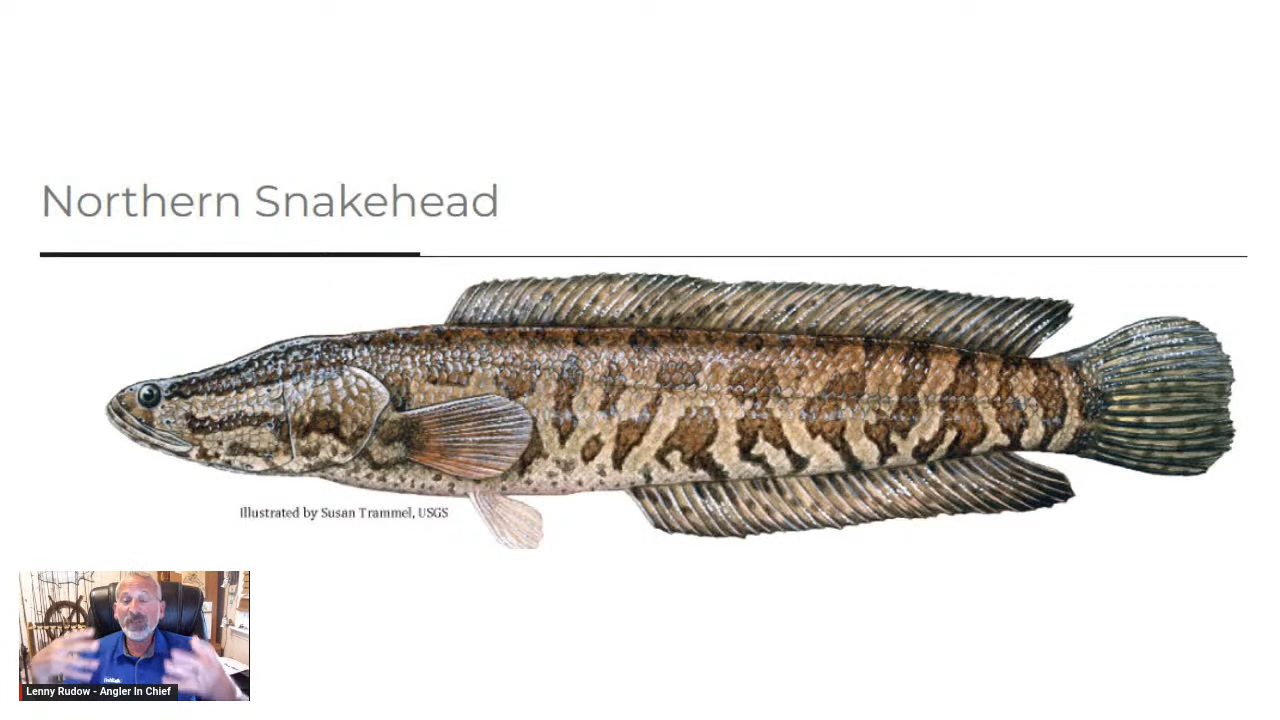 Northern Snakehead
Illustrated by Susan Trammel, USGS
Lenny Rudow - Angler In Chief